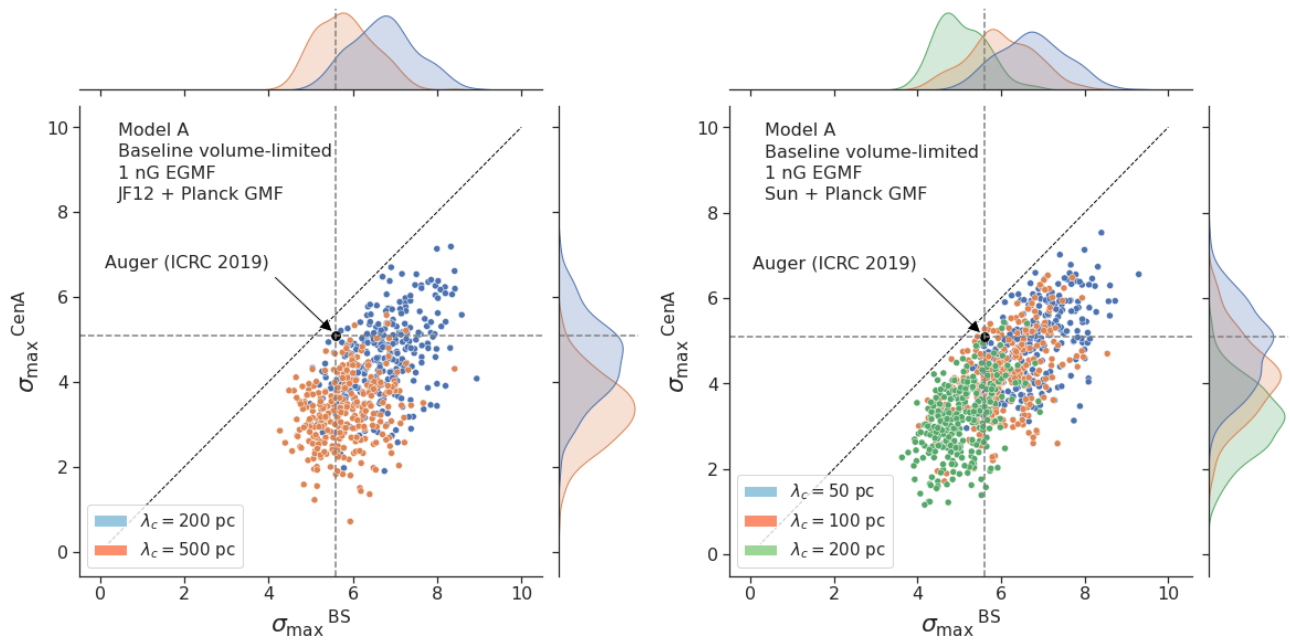 Model A
Baseline volume-limited
1 nG EGMF
JF12 + Planck GMF
Auger (ICRC 2019)
10
8
6
4
2
0
σmax CenA
λc = 200 pc
λc = 500 pc
0 2 4 6 8 10
σmax BS
Model A
Baseline volume-limited
1 nG EGMF
Sun + Planck GMF
Auger (ICRC 2019)
10
8
6
4
2
0
σmax CenA
λc = 50 pc
λc = 100 pc
λc = 200 pc
0 2 4 6 8 10
σmax BS